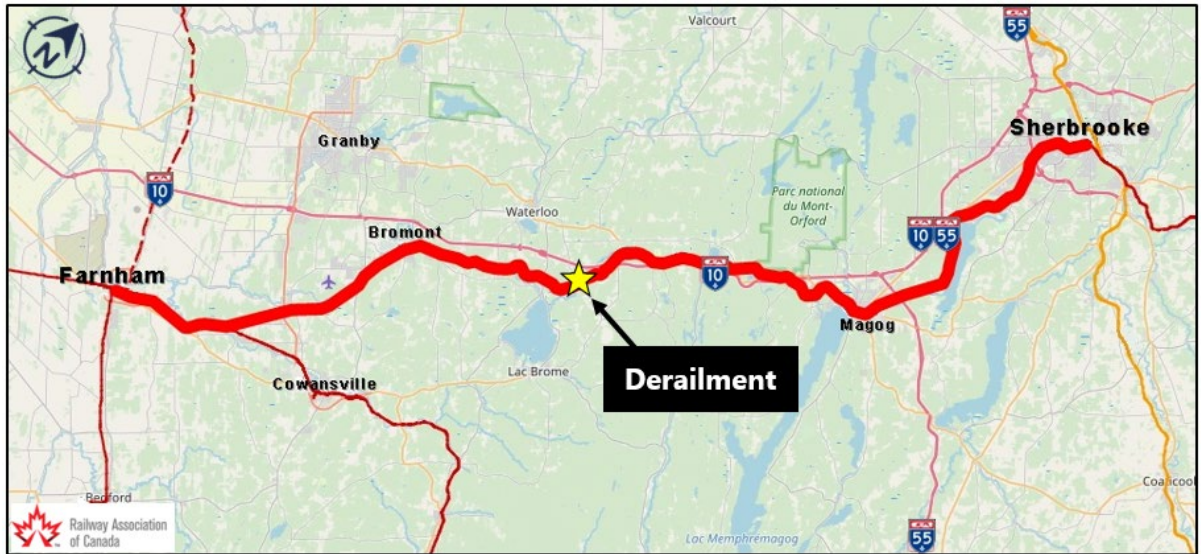 N
Valcourt
55
Sherbrooke
Granby
10
Parc national
du Mont-
Orford
Waterloo
Bromont
10 55
Farnham
10
Magog
Cowansville
Lac Brome
Derailment
Bedford
Coaticook
Railway Association
of Canada
Lac Memphremagog
55